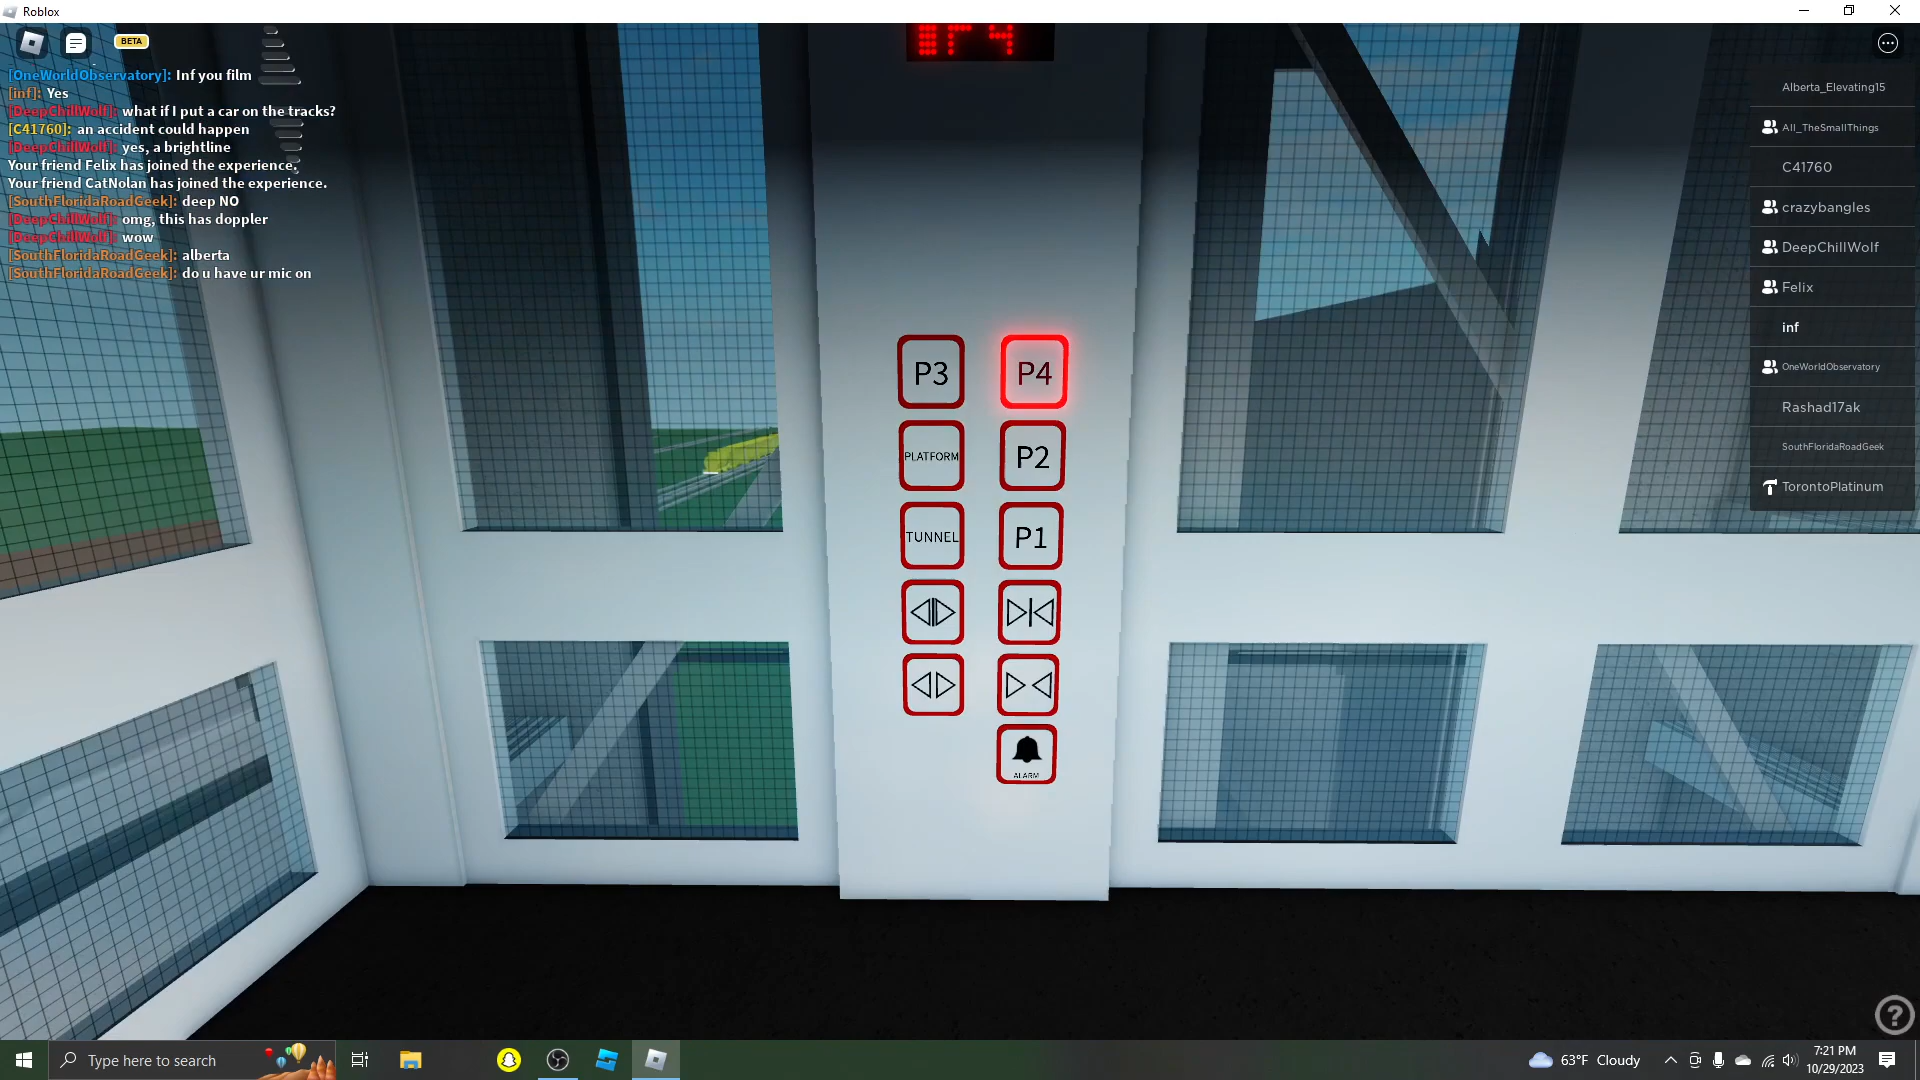 Roblox
BETA
[OneWorldObservatory]: Inf you film
[inf]: Yes
[DeepChillWolf]: what if I put a car on the tracks?
[C41760]: an accident could happen
[DeepChillWolf]: yes, a brightline
Your friend Felix has joined the experience.
Your friend CatNolan has joined the experience.
[SouthFloridaRoadGeek]: deep NO
[DeepChillWolf]: omg, this has doppler
[DeepChillWolf]: wow
[SouthFloridaRoadGeek]: alberta
[SouthFloridaRoadGeek]: do u have ur mic on
Alberta_Elevating15
All_TheSmallThings
C41760
crazybangles
DeepChillWolf
Felix
inf
OneWorldObservatory
Rashad17ak
SouthFloridaRoadGeek
TorontoPlatinum
P3 P4
PLATFORM P2
TUNNEL P1
ALARM
?
Type here to search
63°F Cloudy
7:21 PM
10/29/2023